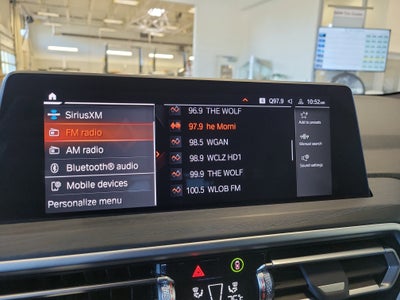 Q97.9
10:52
SiriusXM
FM radio
AM radio
Bluetooth® audio
Mobile devices
Personalize menu
96.9 THE WOLF
97.9 he Morni
98.5 WGAN
98.9 WCLZ HD1
99.9 THE WOLF
100.5 WLOB FM
Add to presets
Manual search
Sound settings